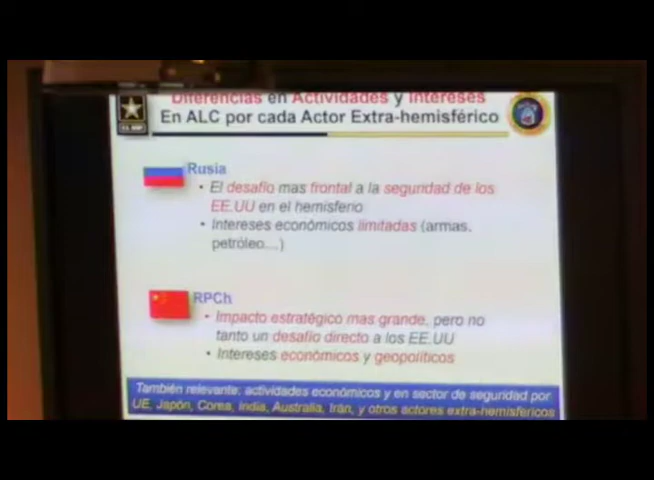 Diferencias en Actividades y Intereses
En ALC por cada Actor Extra-hemisférico
Rusia
• El desafío mas frontal a la seguridad de los
EE.UU en el hemisferio
• Intereses económicos limitadas (armas,
petróleo...)
RPCh
• Impacto estratégico mas grande, pero no
tanto un desafío directo a los EE.UU
• Intereses económicos y geopolíticos
También relevante: actividades económicos y en sector de seguridad por
UE, Japón, Corea, India, Australia, Irán, y otros actores extra-hemisfericos